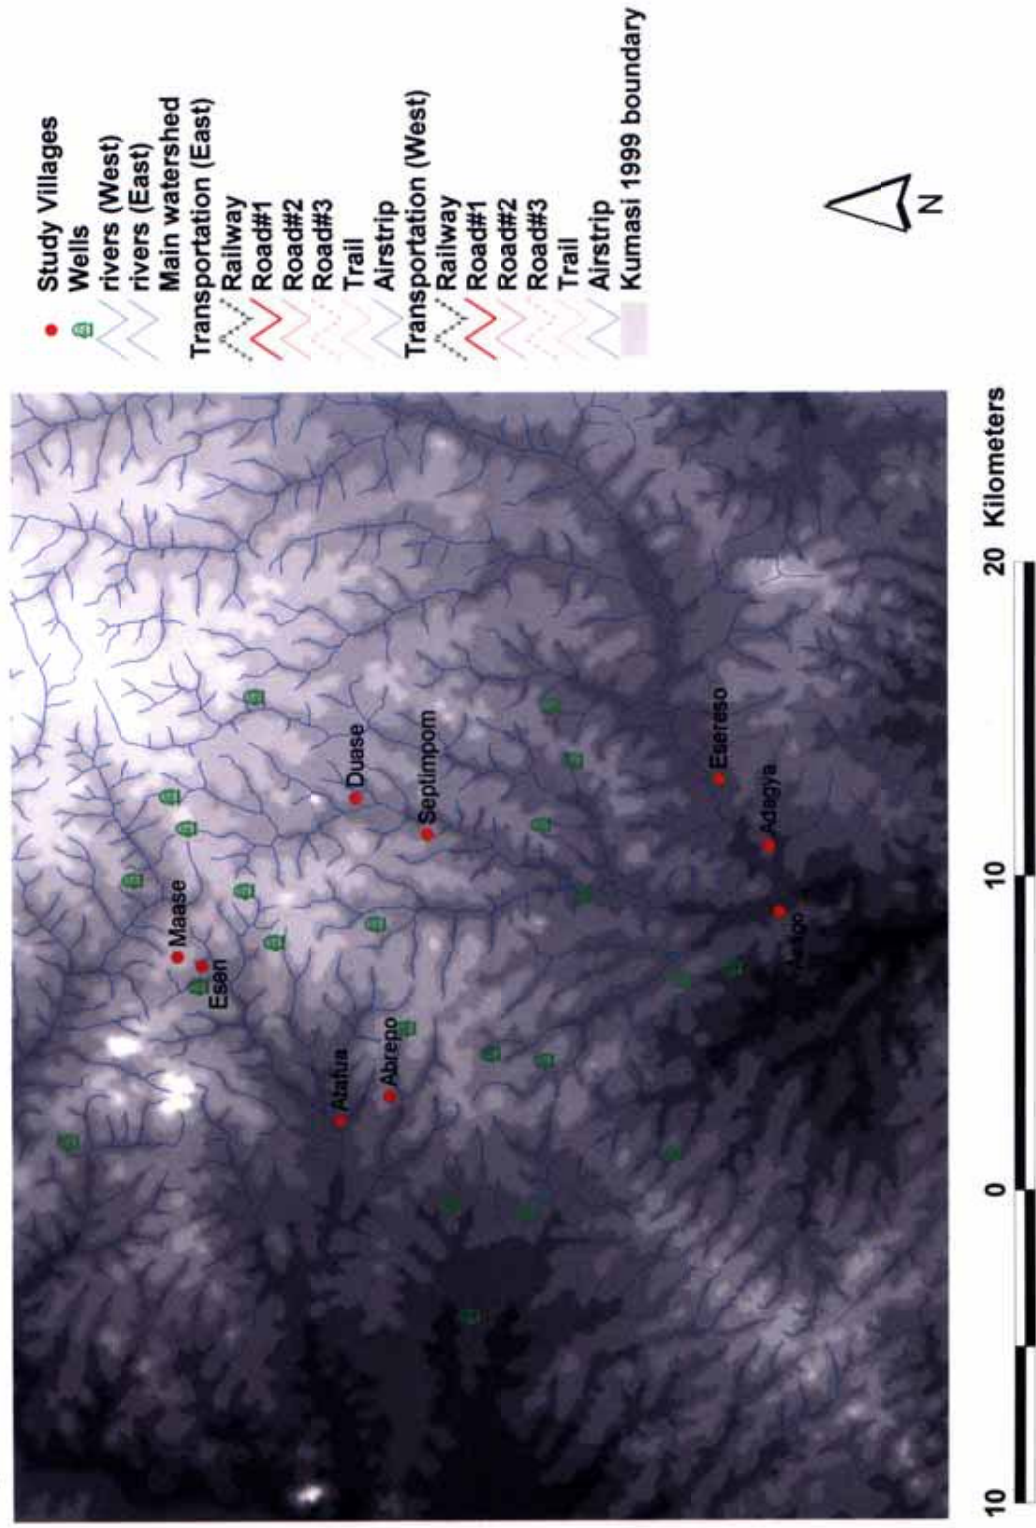 Study Villages
Wells
rivers (West)
rivers (East)
Main watershed
Transportation (East)
Railway
Road#1
Road#2
Road#3
Trail
Airstrip
Transportation (West)
Railway
Road#1
Road#2
Road#3
Trail
Airstrip
Kumasi 1999 boundary
N
Maase
Esen
Duase
Atafua
Abrepo
Septimpom
Esereso
Adagya
10 0 10 20 Kilometers